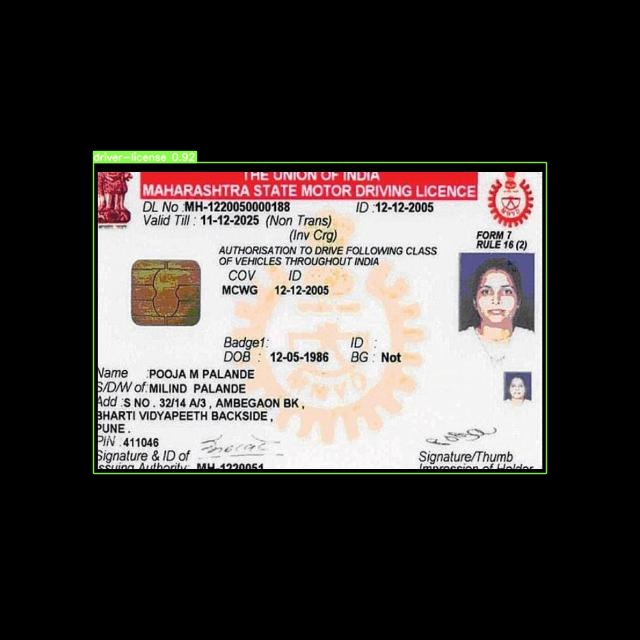 driver-license 0.92
THE UNION OF INDIA
MAHARASHTRA STATE MOTOR DRIVING LICENCE
DL No :MH-1220050000188 ID :12-12-2005
Valid Till : 11-12-2025 (Non Trans)
(Inv Crg)
FORM 7
RULE 16 (2)
AUTHORISATION TO DRIVE FOLLOWING CLASS
OF VEHICLES THROUGHOUT INDIA
COV ID
MCWG 12-12-2005
Badge1: ID :
DOB : 12-05-1986 BG : Not
Name :POOJA M PALANDE
S/D/W of:MILIND PALANDE
Add :S NO . 32/14 A/3 , AMBEGAON BK ,
BHARTI VIDYAPEETH BACKSIDE ,
PUNE .
PIN :411046
Signature & ID of
Issuing Authority: MH-1220051
Signature/Thumb
Impression of Holder